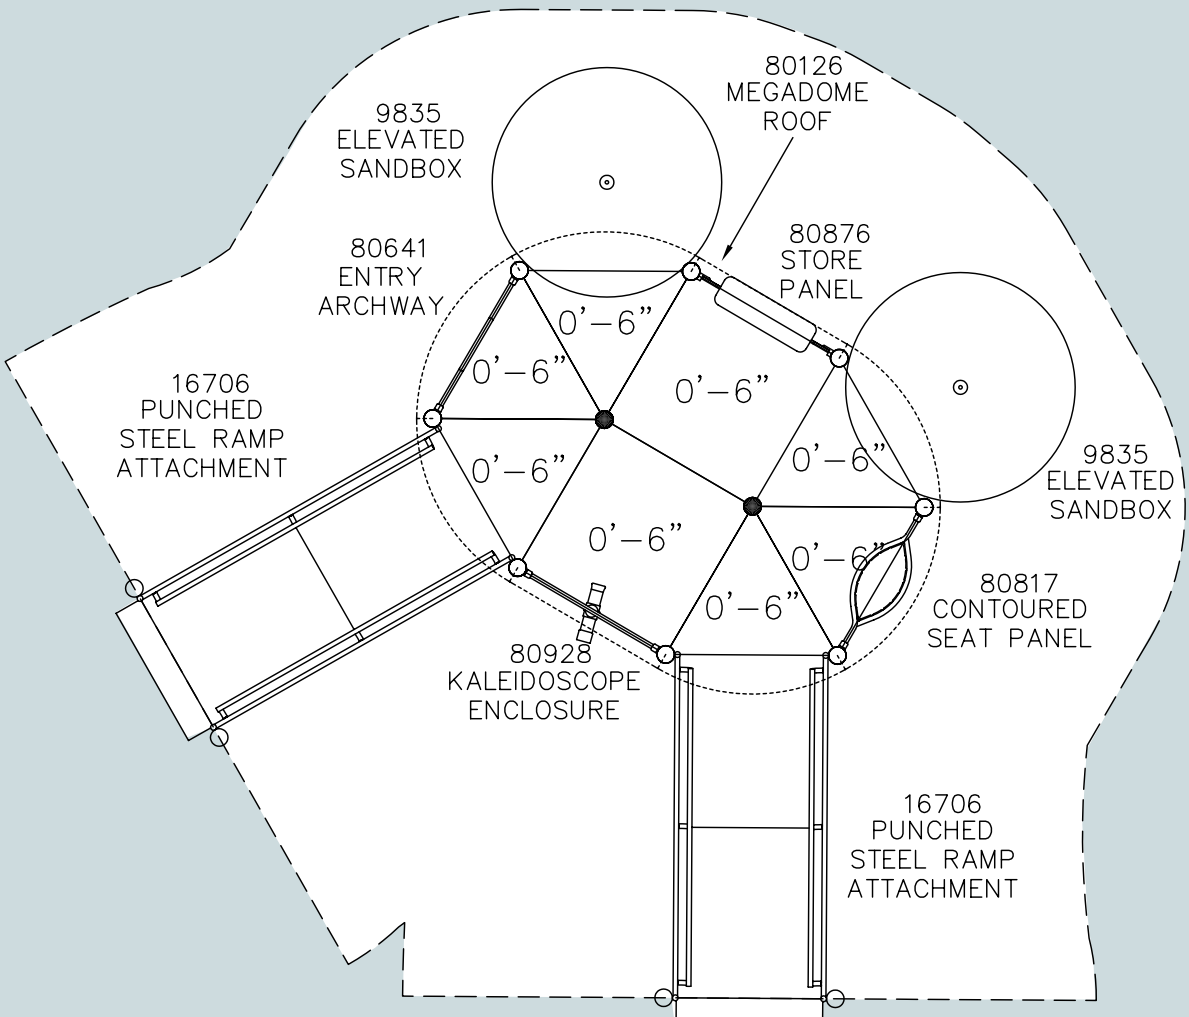 80126
MEGADOME
ROOF
9835
ELEVATED
SANDBOX
80641
ENTRY
ARCHWAY
80876
STORE
PANEL
0'-6"
0'-6"
0'-6"
16706
PUNCHED
STEEL RAMP
ATTACHMENT
0'-6"
0'-6"
9835
ELEVATED
SANDBOX
0'-6"
0'-6"
0'-6"
80817
CONTOURED
SEAT PANEL
80928
KALEIDOSCOPE
ENCLOSURE
16706
PUNCHED
STEEL RAMP
ATTACHMENT